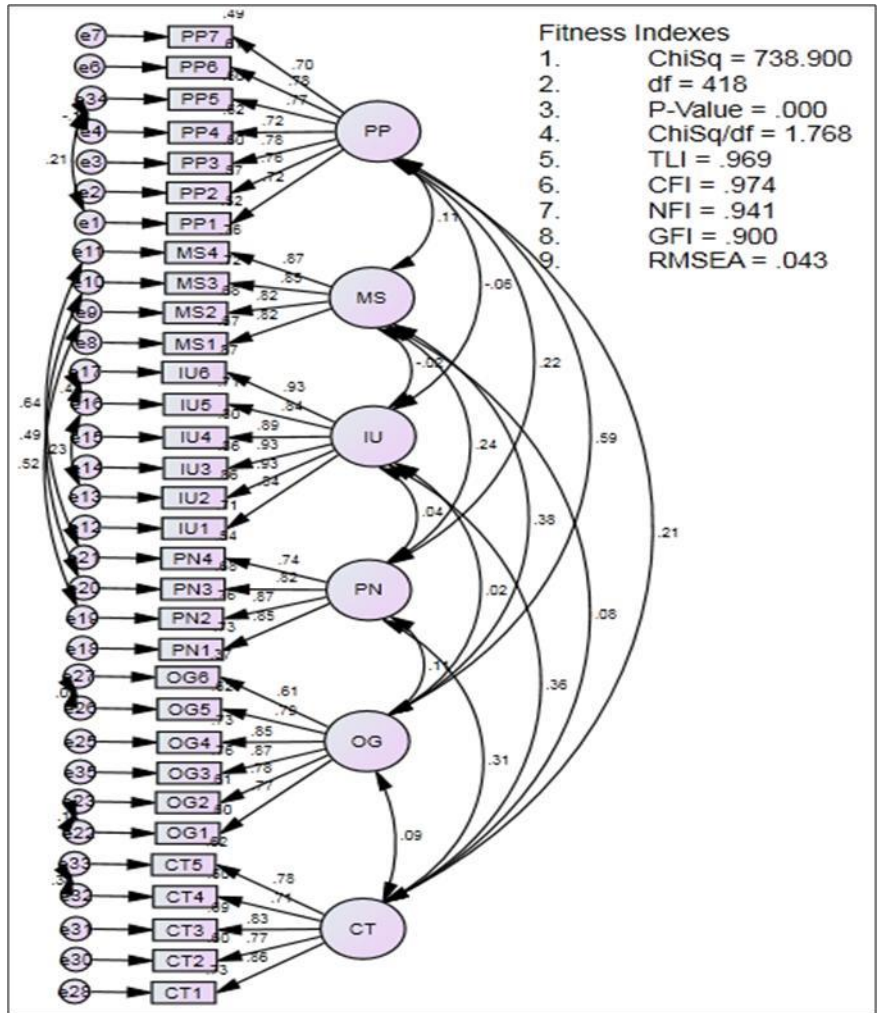 Fitness Indexes
1. ChiSq = 738.900
2. df = 418
3. P-Value = .000
4. ChiSq/df = 1.768
5. TLI = .969
6. CFI = .974
7. NFI = .941
8. GFI = .900
9. RMSEA = .043
.49
e7 PP7 .70
e6 PP6 .78
e34 PP5 .77
e4 PP4 .72
e3 PP3 .78
e2 PP2 .76
e1 PP1 .72
PP
.21
e11 MS4 .87
e10 MS3 .85
e9 MS2 .82
e8 MS1 .82
MS
e17 IU6 .93
e16 IU5 .84
e15 IU4 .89
e14 IU3 .93
e13 IU2 .93
e12 IU1 .84
IU
.64
.49
.52
.23
e21 PN4 .74
e20 PN3 .82
e19 PN2 .87
e18 PN1 .85
PN
e27 OG6 .61
e26 OG5 .79
e25 OG4 .85
e35 OG3 .87
e23 OG2 .78
e22 OG1 .77
OG
e33 CT5 .78
e32 CT4 .71
e31 CT3 .83
e30 CT2 .77
e28 CT1 .86
CT
.11
-.06
-.02
.22
.24
.59
.04
.38
.21
.02
.08
.11
.36
.31
.09